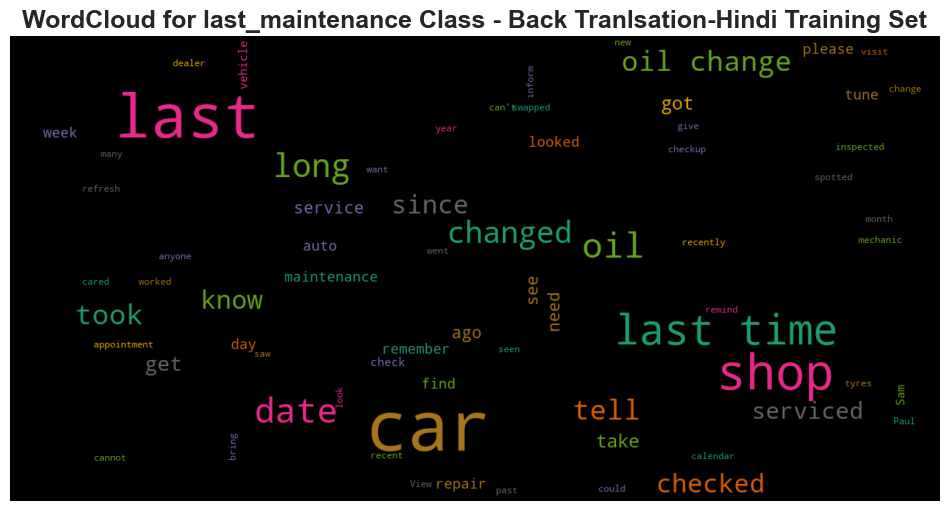 WordCloud for last_maintenance Class - Back Tranlsation-Hindi Training Set
new
oil change
please
visit
dealer
vehicle
inform
change
tune
last
can't
swapped
got
year
give
week
looked
inspected
many
checkup
long
want
spotted
refresh
service
since
month
changed
auto
went
oil
recently
mechanic
anyone
maintenance
cared
worked
see
need
know
took
remind
last time
ago
appointment
day
saw
remember
seen
get
check
shop
find
tyres
look
Sam
date
car
tell
serviced
Paul
take
bring
cannot
recent
calendar
View
repair
past
could
checked